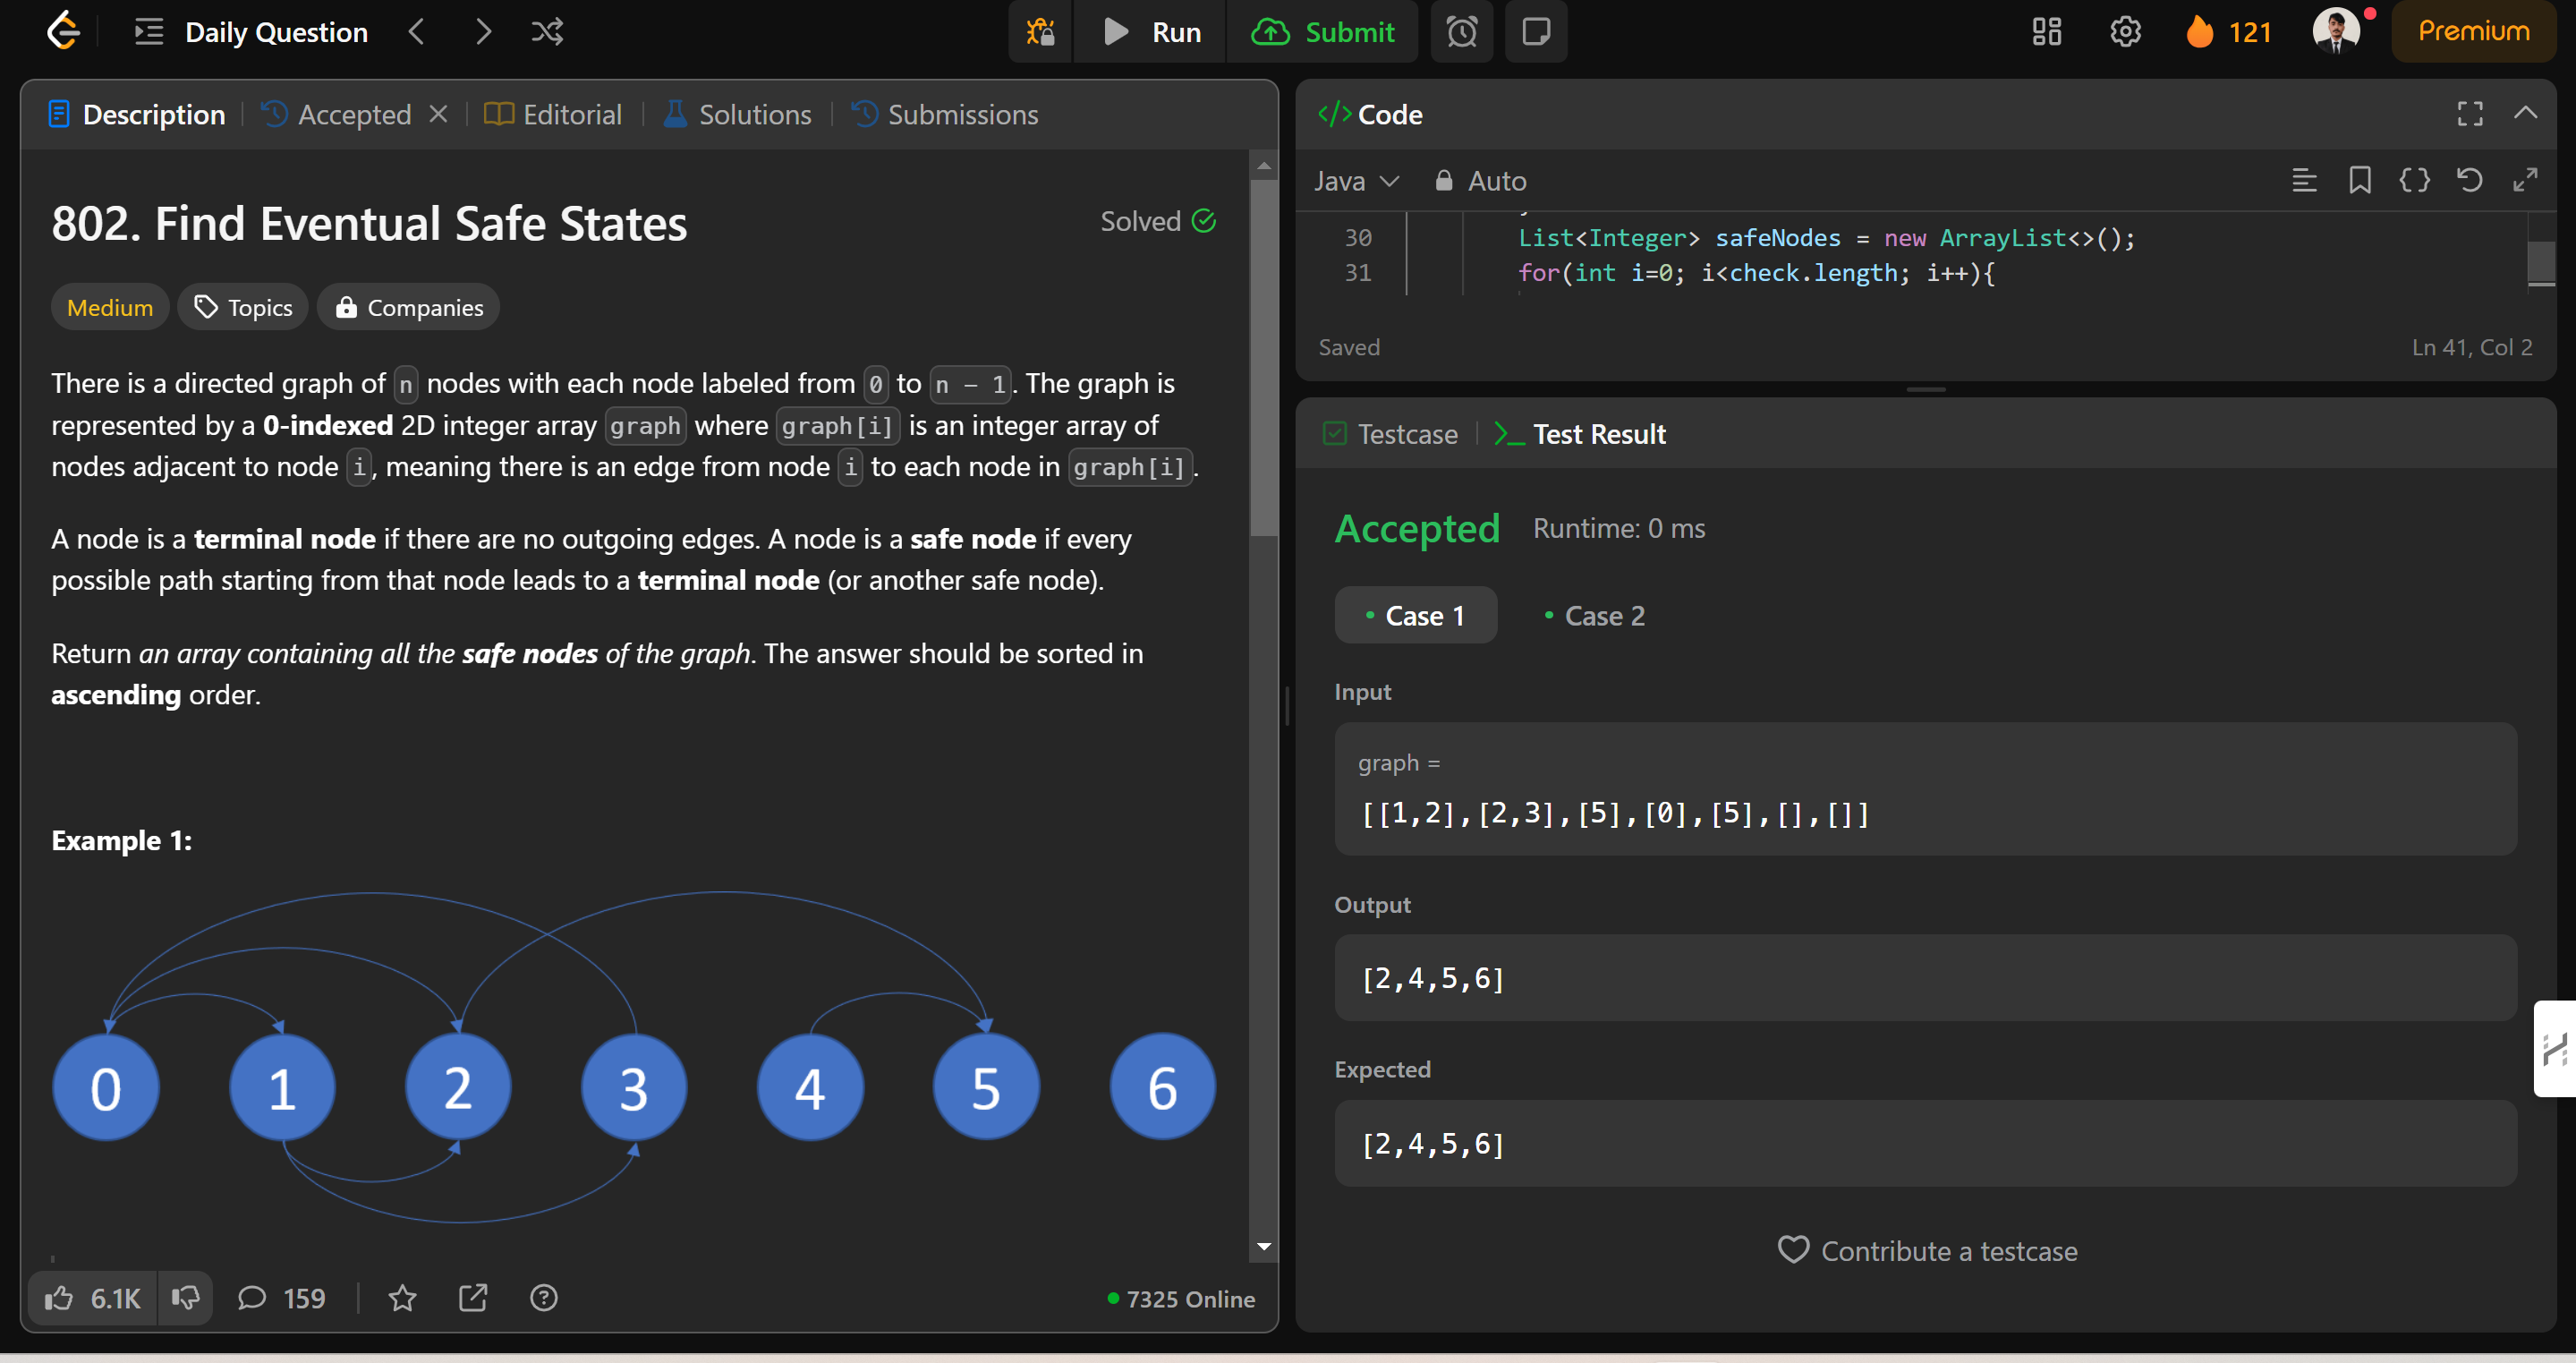 Daily Question
Run
Submit
121
Premium
Description
Accepted
Editorial
Solutions
Submissions
802. Find Eventual Safe States
Solved
Medium
Topics
Companies
There is a directed graph of n nodes with each node labeled from 0 to n - 1. The graph is
represented by a 0-indexed 2D integer array graph where graph[i] is an integer array of
nodes adjacent to node i, meaning there is an edge from node i to each node in graph[i].
A node is a terminal node if there are no outgoing edges. A node is a safe node if every
possible path starting from that node leads to a terminal node (or another safe node).
Return an array containing all the safe nodes of the graph. The answer should be sorted in
ascending order.
Example 1:
0 1 2 3 4 5 6
6.1K
159
7325 Online
</> Code
Java
Auto
30 List<Integer> safeNodes = new ArrayList<>();
31 for(int i=0; i<check.length; i++){
Saved
Ln 41, Col 2
Testcase
Test Result
Accepted
Runtime: 0 ms
Case 1
Case 2
Input
graph =
[[1,2],[2,3],[5],[0],[5],[],[]]
Output
[2,4,5,6]
Expected
[2,4,5,6]
Contribute a testcase